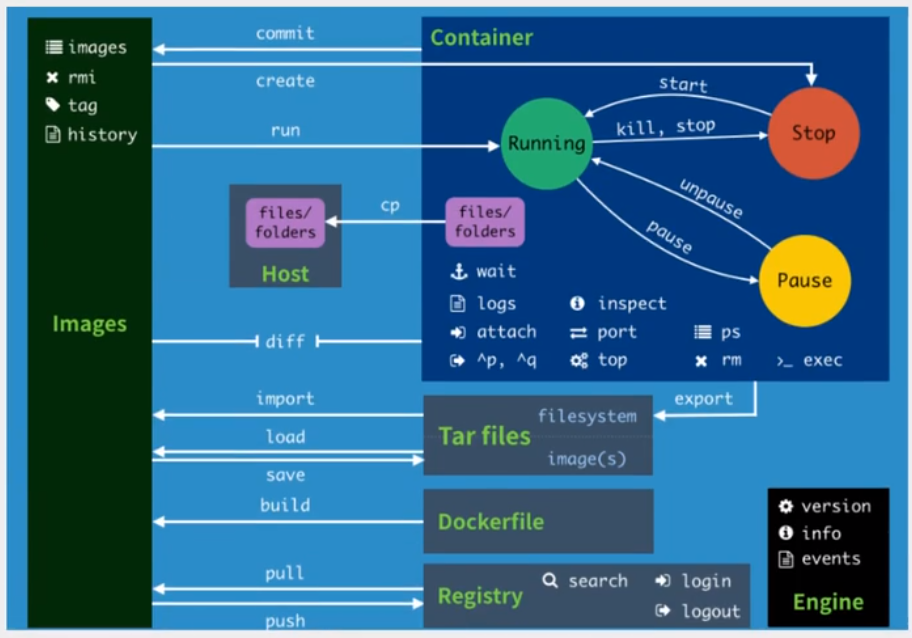 images
rmi
tag
history
Images
commit
create
run
Container
Running
start
kill, stop
Stop
unpause
pause
Pause
files/
folders
Host
cp
files/
folders
wait
logs
inspect
attach
port
ps
^p, ^q
top
rm
>_ exec
diff
export
import
load
save
Tar files
filesystem
image(s)
build
Dockerfile
pull
push
Registry
search
login
logout
version
info
events
Engine